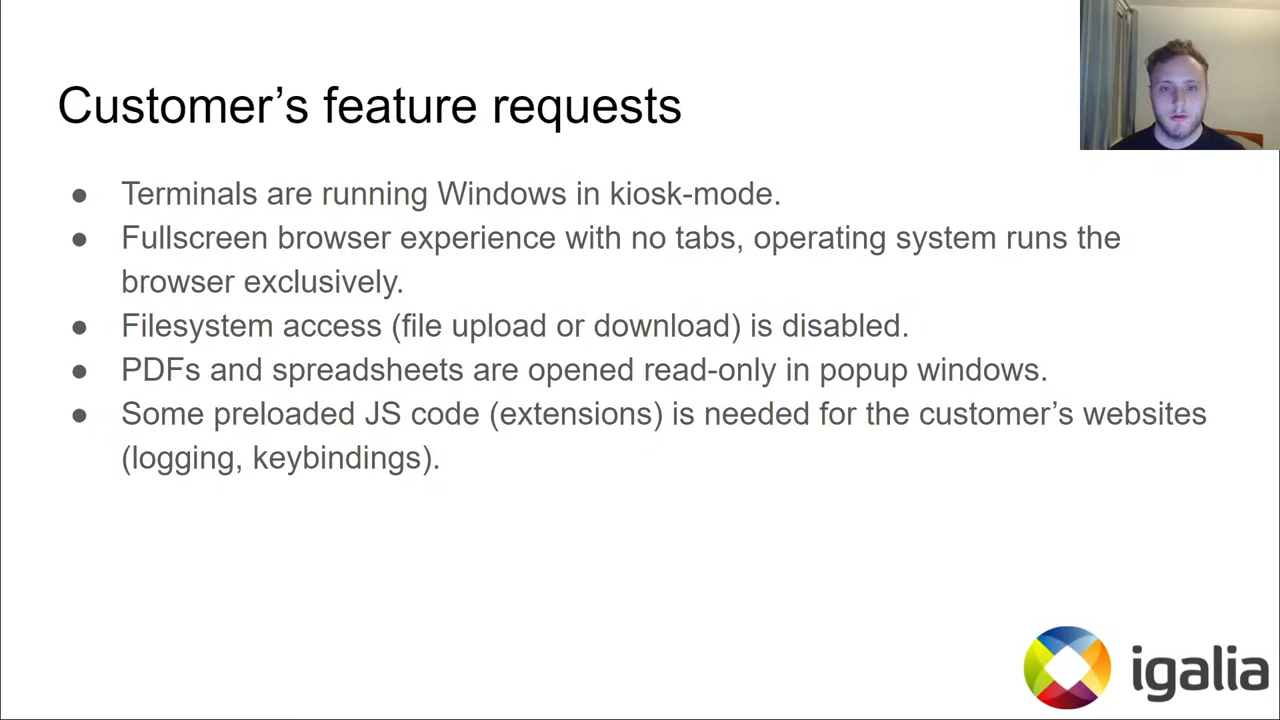 Customer’s feature requests
● Terminals are running Windows in kiosk-mode.
● Fullscreen browser experience with no tabs, operating system runs the
browser exclusively.
● Filesystem access (file upload or download) is disabled.
● PDFs and spreadsheets are opened read-only in popup windows.
● Some preloaded JS code (extensions) is needed for the customer’s websites
(logging, keybindings).
igalia